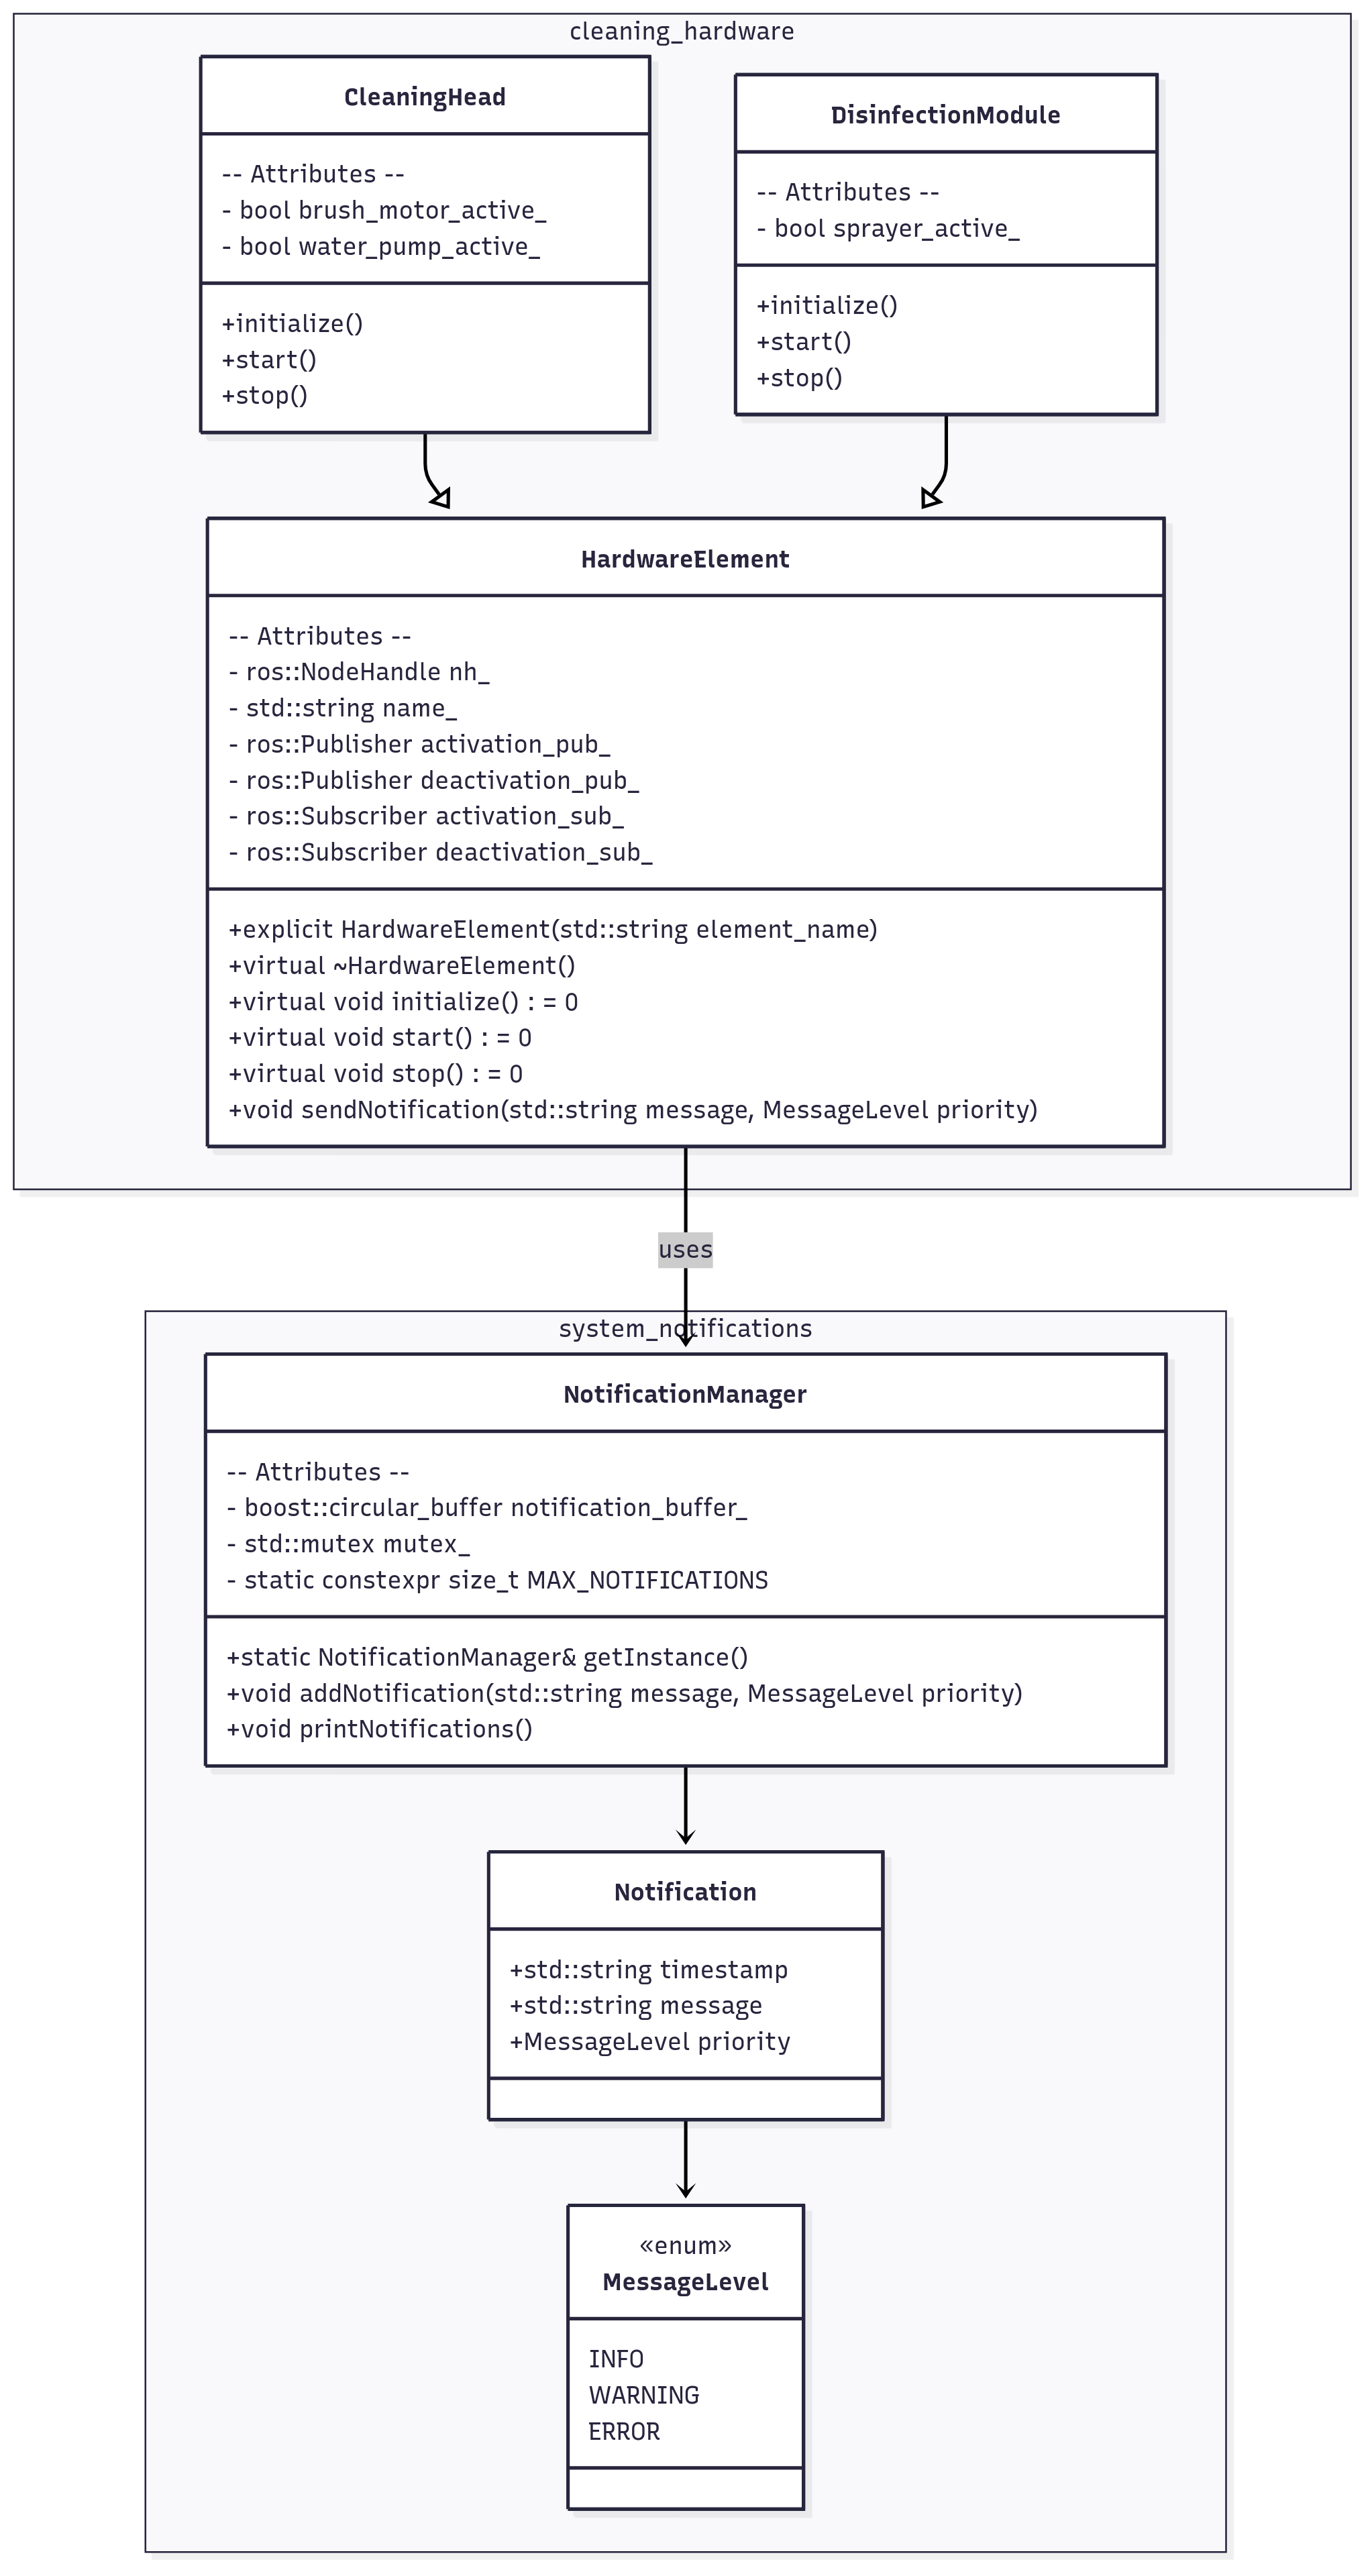 cleaning_hardware
CleaningHead
-- Attributes --
- bool brush_motor_active_
- bool water_pump_active_
+initialize()
+start()
+stop()
DisinfectionModule
-- Attributes --
- bool sprayer_active_
+initialize()
+start()
+stop()
HardwareElement
-- Attributes --
- ros::NodeHandle nh_
- std::string name_
- ros::Publisher activation_pub_
- ros::Publisher deactivation_pub_
- ros::Subscriber activation_sub_
- ros::Subscriber deactivation_sub_
+explicit HardwareElement(std::string element_name)
+virtual ~HardwareElement()
+virtual void initialize() : = 0
+virtual void start() : = 0
+virtual void stop() : = 0
+void sendNotification(std::string message, MessageLevel priority)
uses
system_notifications
NotificationManager
-- Attributes --
- boost::circular_buffer notification_buffer_
- std::mutex mutex_
- static constexpr size_t MAX_NOTIFICATIONS
+static NotificationManager& getInstance()
+void addNotification(std::string message, MessageLevel priority)
+void printNotifications()
Notification
+std::string timestamp
+std::string message
+MessageLevel priority
«enum»
MessageLevel
INFO
WARNING
ERROR